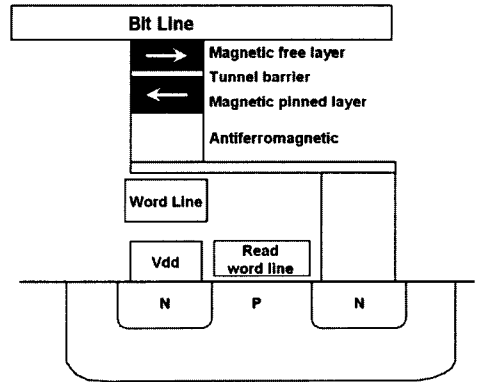 Bit Line
Magnetic free layer
Tunnel barrier
Magnetic pinned layer
Antiferromagnetic
Word Line
Vdd
Read
word line
N
P
N